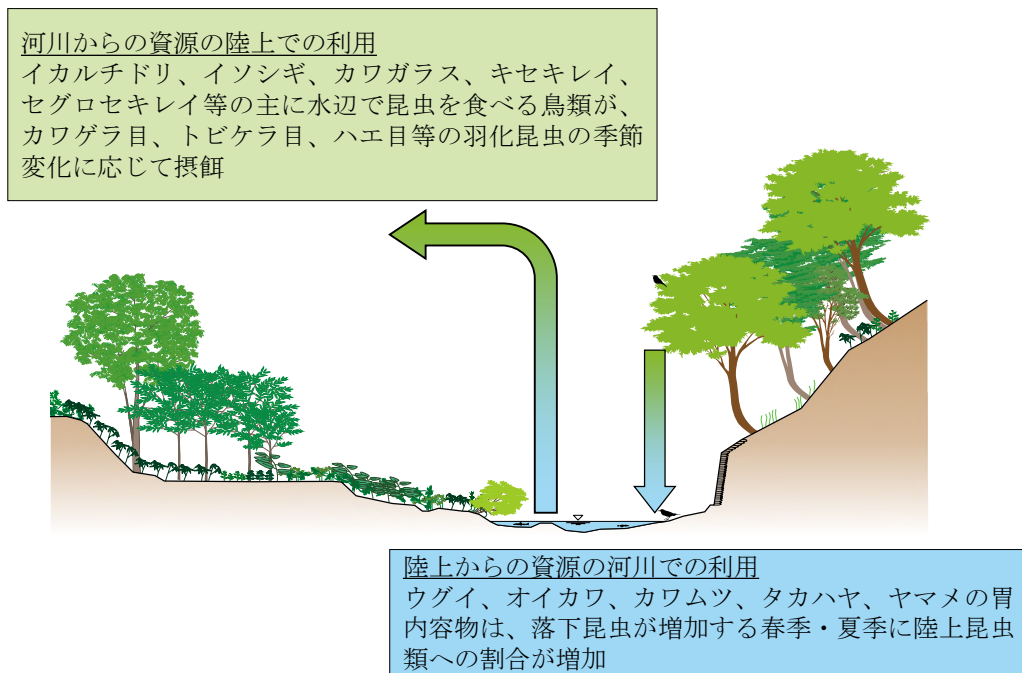 河川からの資源の陸上での利用
イカルチドリ、イソシギ、カワガラス、キセキレイ、
セグロセキレイ等の主に水辺で昆虫を食べる鳥類が、
カワゲラ目、トビケラ目、ハエ目等の羽化昆虫の季節
変化に応じて摂餌
陸上からの資源の河川での利用
ウグイ、オイカワ、カワムツ、タカハヤ、ヤマメの胃
内容物は、落下昆虫が増加する春季・夏季に陸上昆虫
類への割合が増加